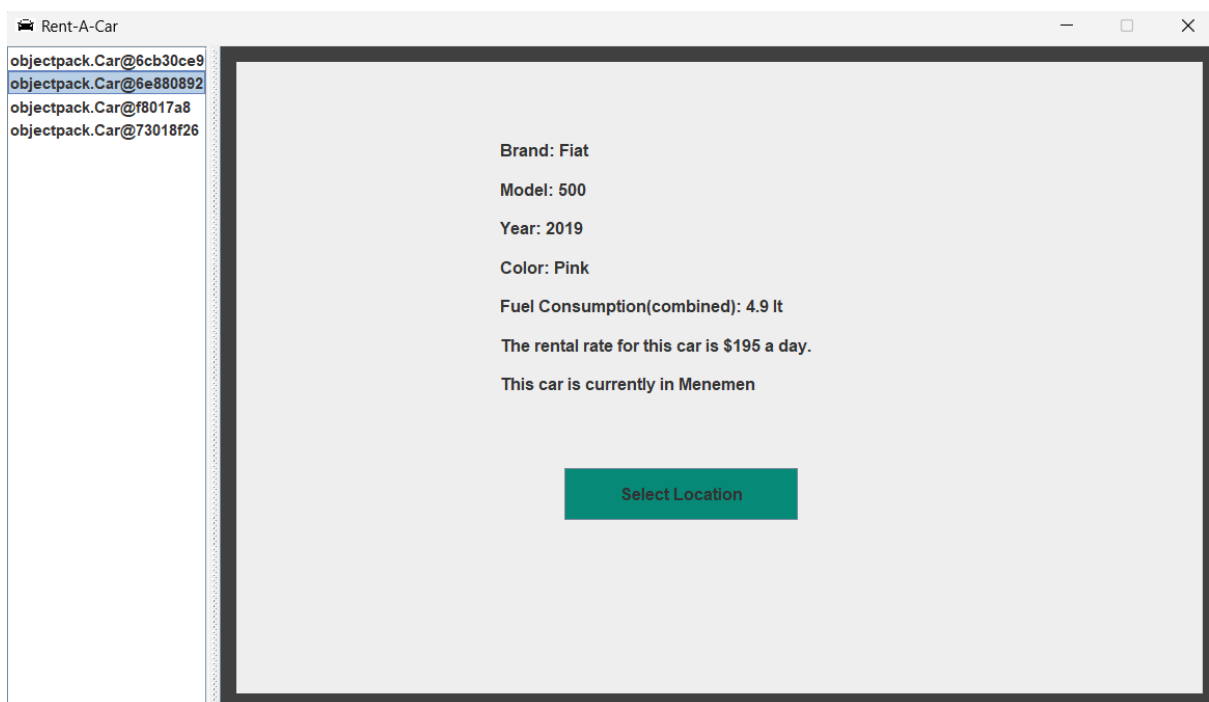 Rent-A-Car
objectpack.Car@6cb30ce9
objectpack.Car@6e880892
objectpack.Car@f8017a8
objectpack.Car@73018f26
Brand: Fiat
Model: 500
Year: 2019
Color: Pink
Fuel Consumption(combined): 4.9 lt
The rental rate for this car is $195 a day.
This car is currently in Menemen
Select Location